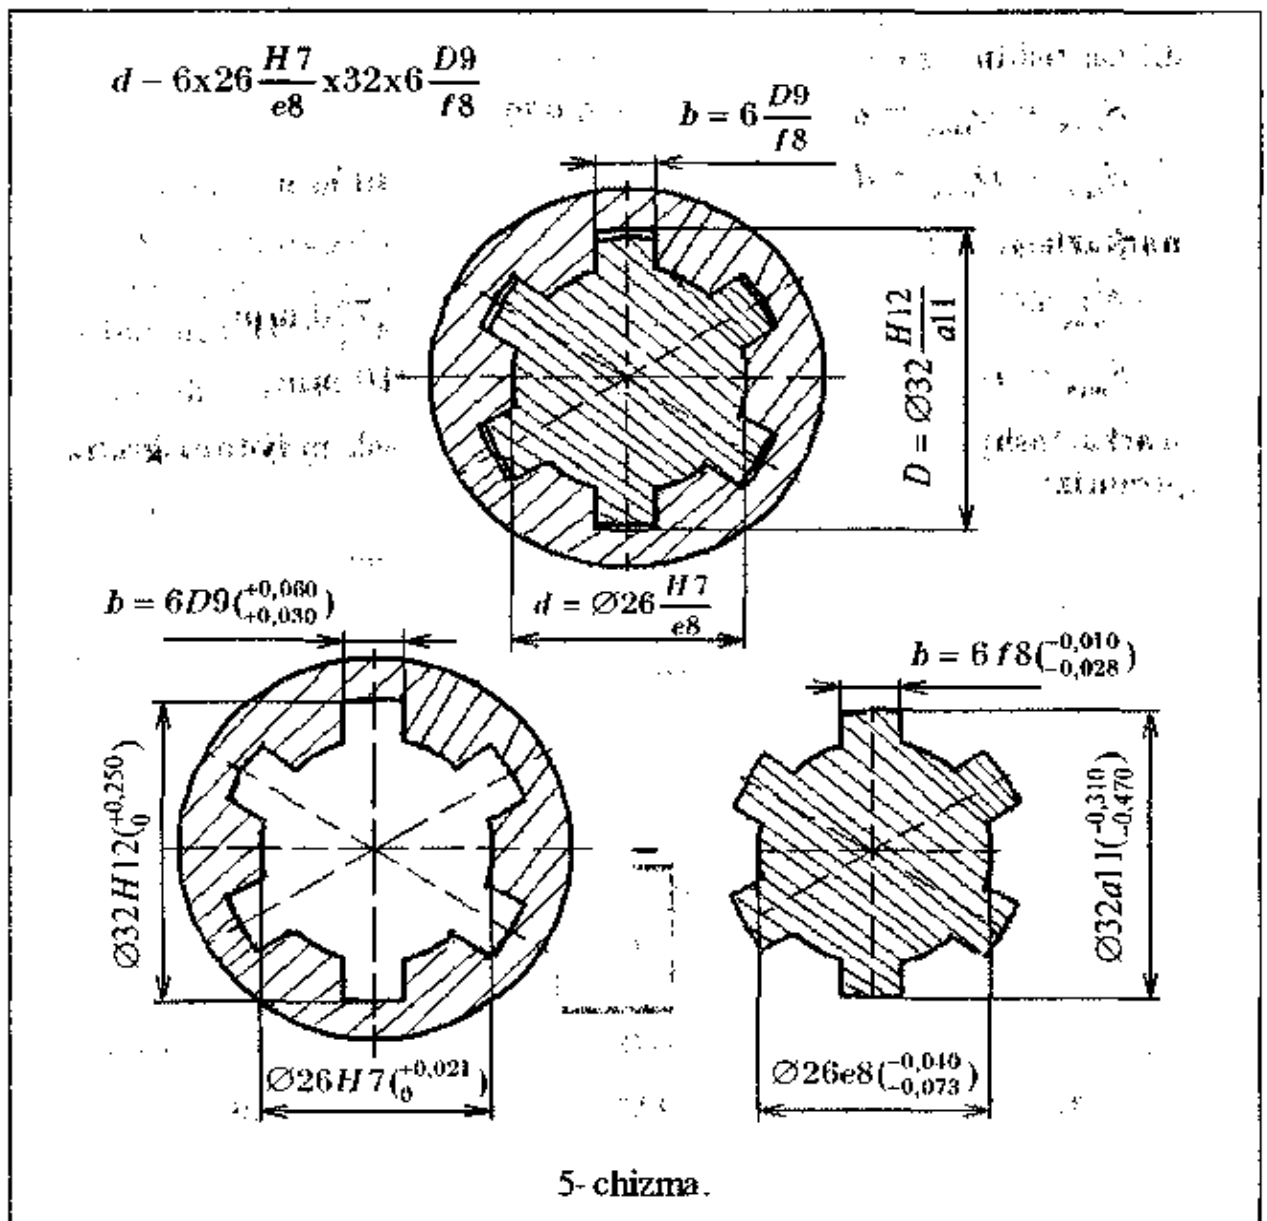 d – 6x26 H7/e8 x32x6 D9/f8
b = 6 D9/f8
D = Ø32 H12/a11
b = 6D9(+0,060 +0,030)
d = Ø26 H7/e8
b = 6 f8(−0,010 −0,028)
Ø32H12(+0,250 0)
Ø32a11(−0,310 −0,470)
Ø26H7(+0,021 0)
Ø26e8(−0,040 −0,073)
5- chizma.